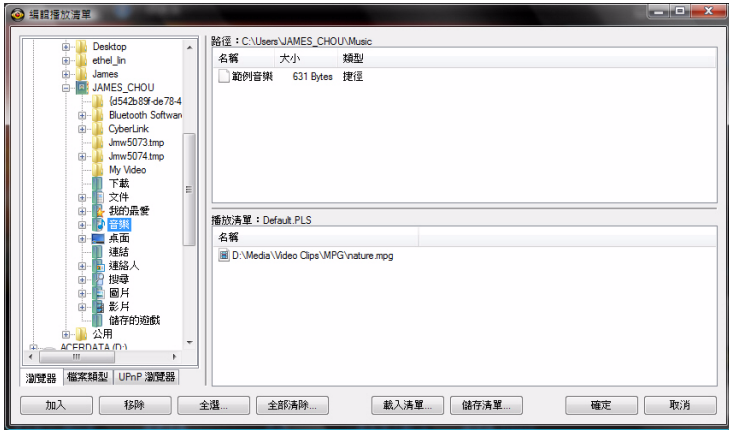 編輯播放清單
Desktop
ethel_lin
James
JAMES_CHOU
{d542b89f-de78-4
Bluetooth Softwar
CyberLink
Jmw5073.tmp
Jmw5074.tmp
My Video
下載
文件
我的最愛
音樂
桌面
連結
連絡人
搜尋
圖片
影片
儲存的遊戲
公用
ACERDATA (D:)
瀏覽器 檔案類型 UPnP 瀏覽器
路徑：C:\Users\JAMES_CHOU\Music
名稱 大小 類型
範例音樂 631 Bytes 捷徑
播放清單：Default.PLS
名稱
D:\Media\Video Clips\MPG\nature.mpg
加入 移除 全選... 全部清除... 載入清單... 儲存清單... 確定 取消